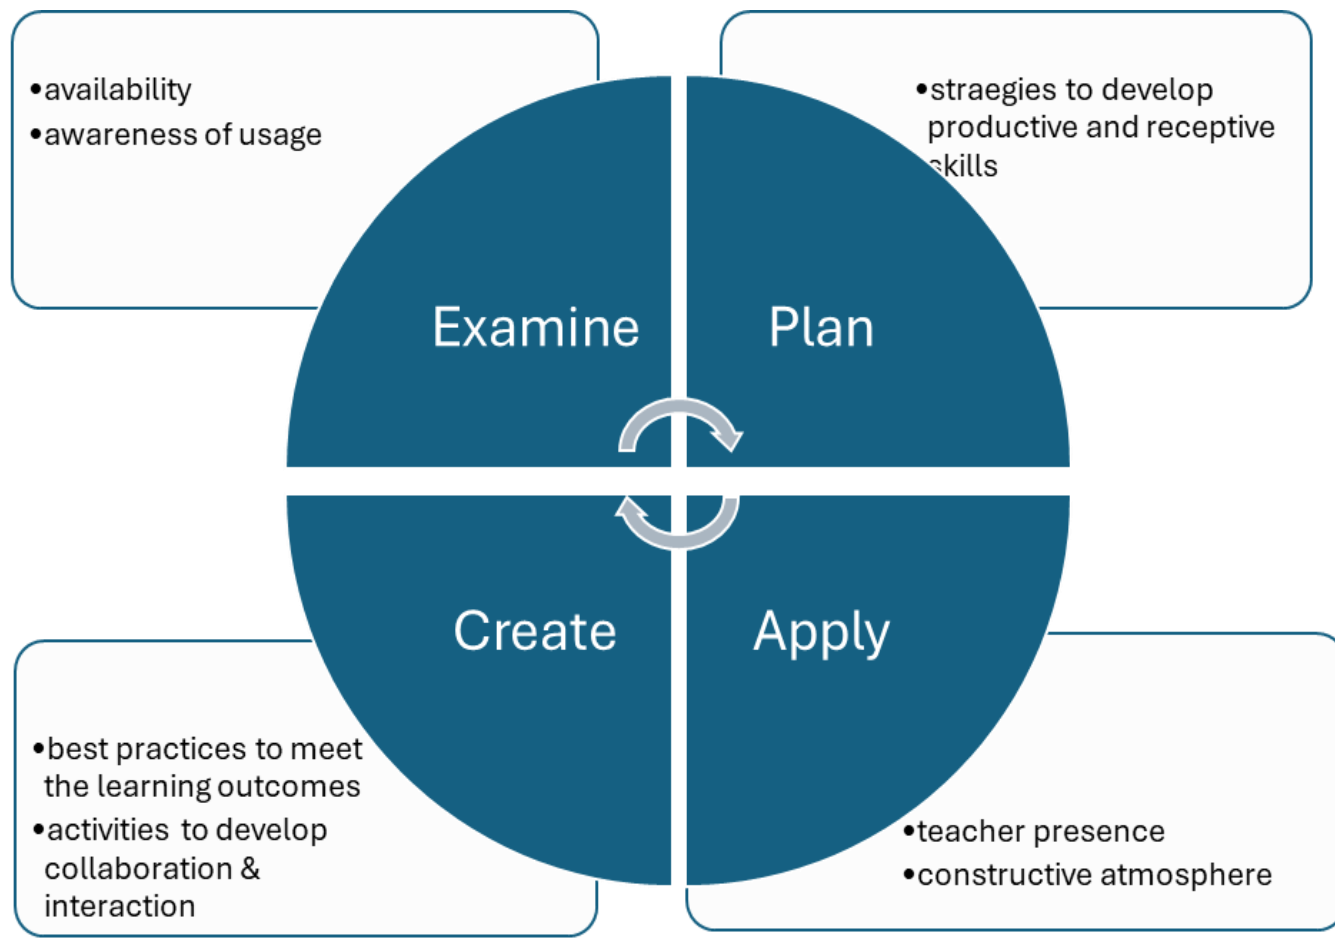 •availability
•awareness of usage
•straegies to develop
productive and receptive
skills
Examine
Plan
Create
Apply
•best practices to meet
the learning outcomes
•activities to develop
collaboration &
interaction
•teacher presence
•constructive atmosphere